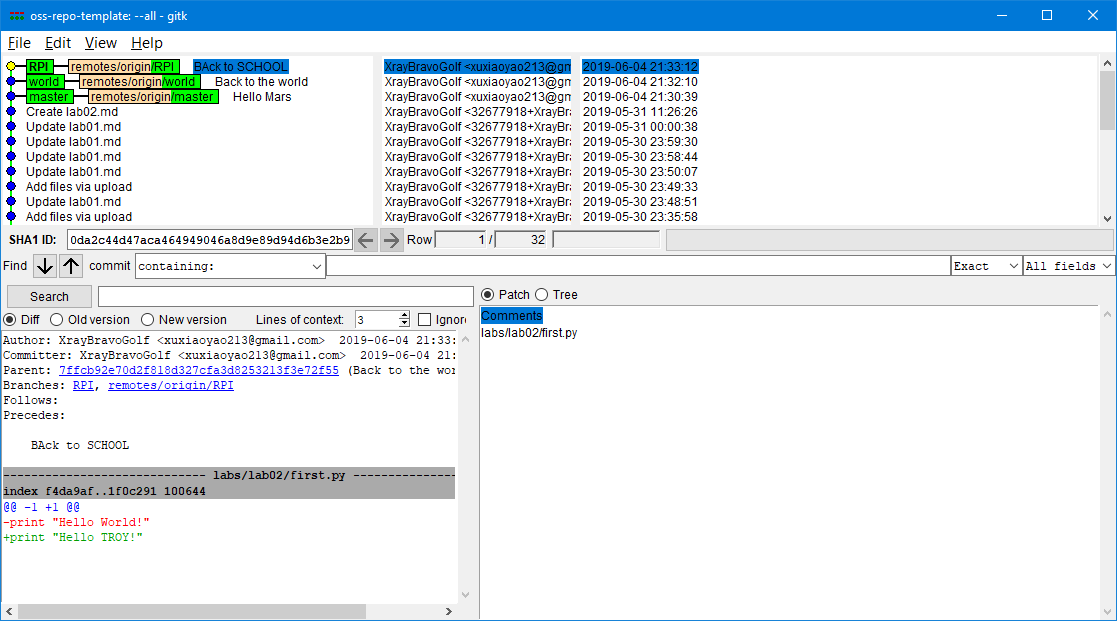 oss-repo-template: --all - gitk
File Edit View Help
RPI remotes/origin/RPI BAck to SCHOOL XrayBravoGolf <xuxiaoyao213@gm 2019-06-04 21:33:12
world remotes/origin/world Back to the world XrayBravoGolf <xuxiaoyao213@gm 2019-06-04 21:32:10
master remotes/origin/master Hello Mars XrayBravoGolf <xuxiaoyao213@gm 2019-06-04 21:30:39
Create lab02.md XrayBravoGolf <32677918+XrayBra 2019-05-31 11:26:26
Update lab01.md XrayBravoGolf <32677918+XrayBra 2019-05-31 00:00:38
Update lab01.md XrayBravoGolf <32677918+XrayBra 2019-05-30 23:59:30
Update lab01.md XrayBravoGolf <32677918+XrayBra 2019-05-30 23:58:44
Update lab01.md XrayBravoGolf <32677918+XrayBra 2019-05-30 23:50:07
Add files via upload XrayBravoGolf <32677918+XrayBra 2019-05-30 23:49:33
Update lab01.md XrayBravoGolf <32677918+XrayBra 2019-05-30 23:48:51
Add files via upload XrayBravoGolf <32677918+XrayBra 2019-05-30 23:35:58
SHA1 ID: 0da2c44d47aca464949046a8d9e89d94d6b3e2b9 Row 1 / 32
Find commit containing: Exact All fields
Search Patch Tree
Diff Old version New version Lines of context: 3 Ignore
Comments
labs/lab02/first.py
Author: XrayBravoGolf <xuxiaoyao213@gmail.com> 2019-06-04 21:33:
Committer: XrayBravoGolf <xuxiaoyao213@gmail.com> 2019-06-04 21:
Parent: 7ffcb92e70d2f818d327cfa3d8253213f3e72f55 (Back to the wor
Branches: RPI, remotes/origin/RPI
Follows:
Precedes:
BAck to SCHOOL
----------------------------- labs/lab02/first.py ---------------
index f4da9af..1f0c291 100644
@@ -1 +1 @@
-print "Hello World!"
+print "Hello TROY!"